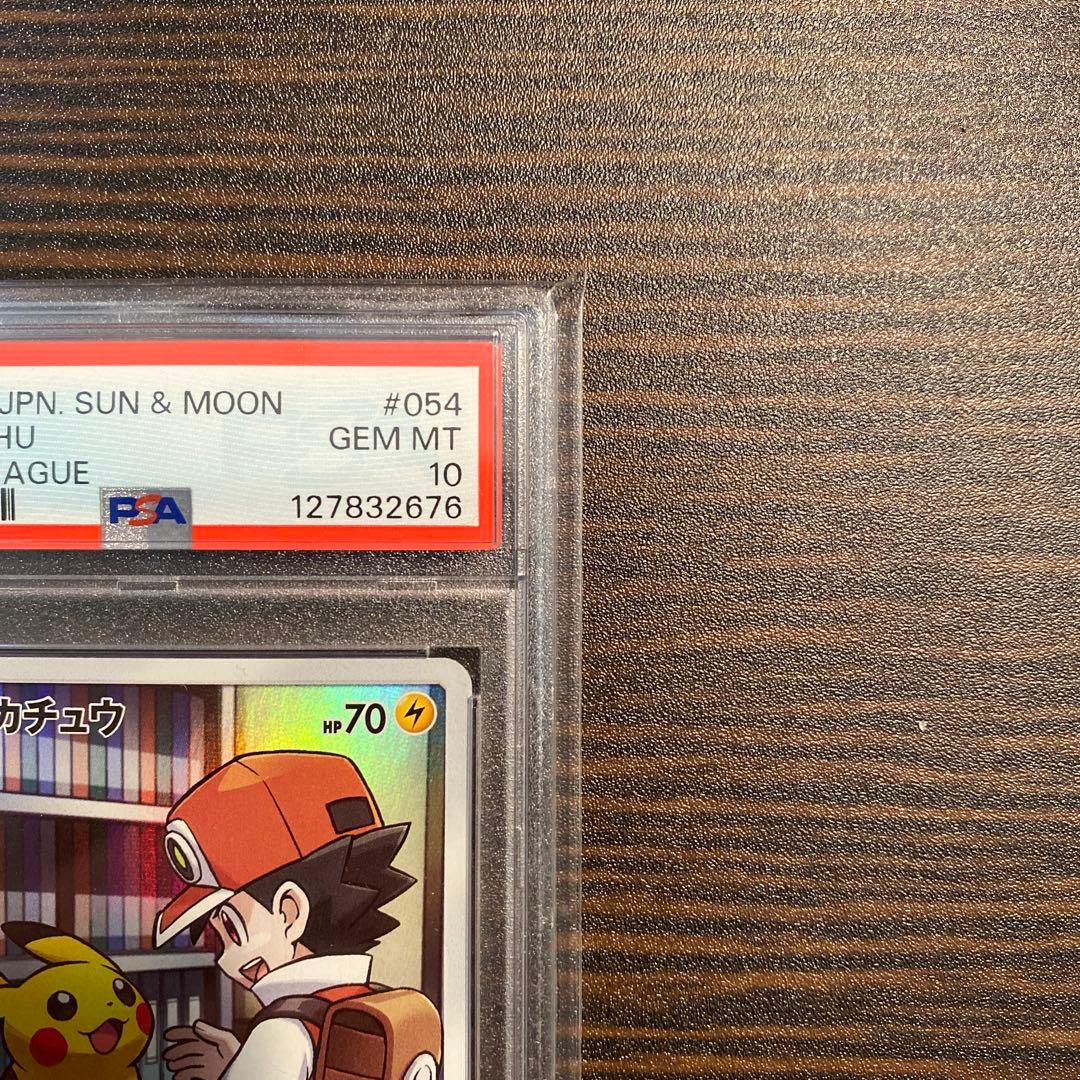 JPN. SUN & MOON #054
HU GEM MT
AGUE 10
PSA 127832676
カチュウ HP70